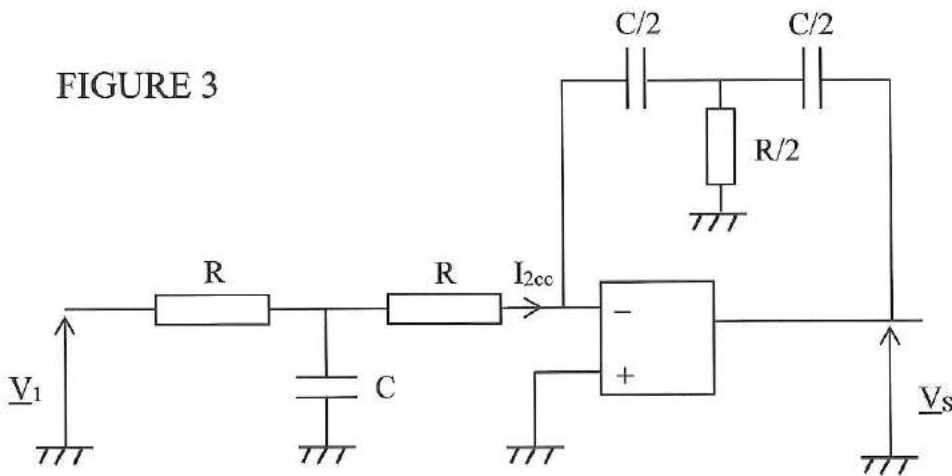 C/2 C/2
FIGURE 3
R/2
R R I2cc
−
+
C
V1 VS